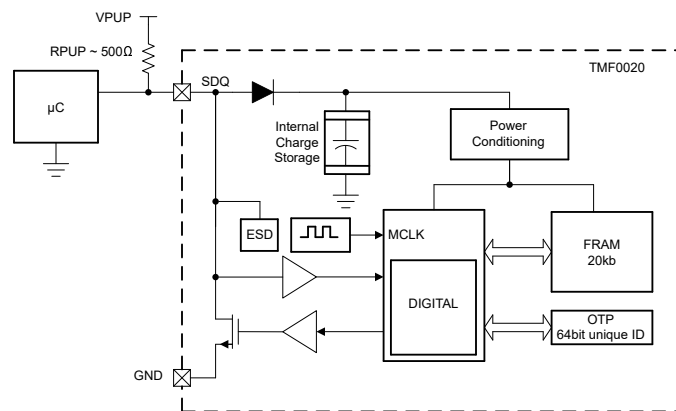 VPUP
RPUP ~ 500Ω
SDQ
TMF0020
µC
Internal
Charge
Storage
Power
Conditioning
ESD
MCLK
FRAM
20kb
DIGITAL
OTP
64bit unique ID
GND